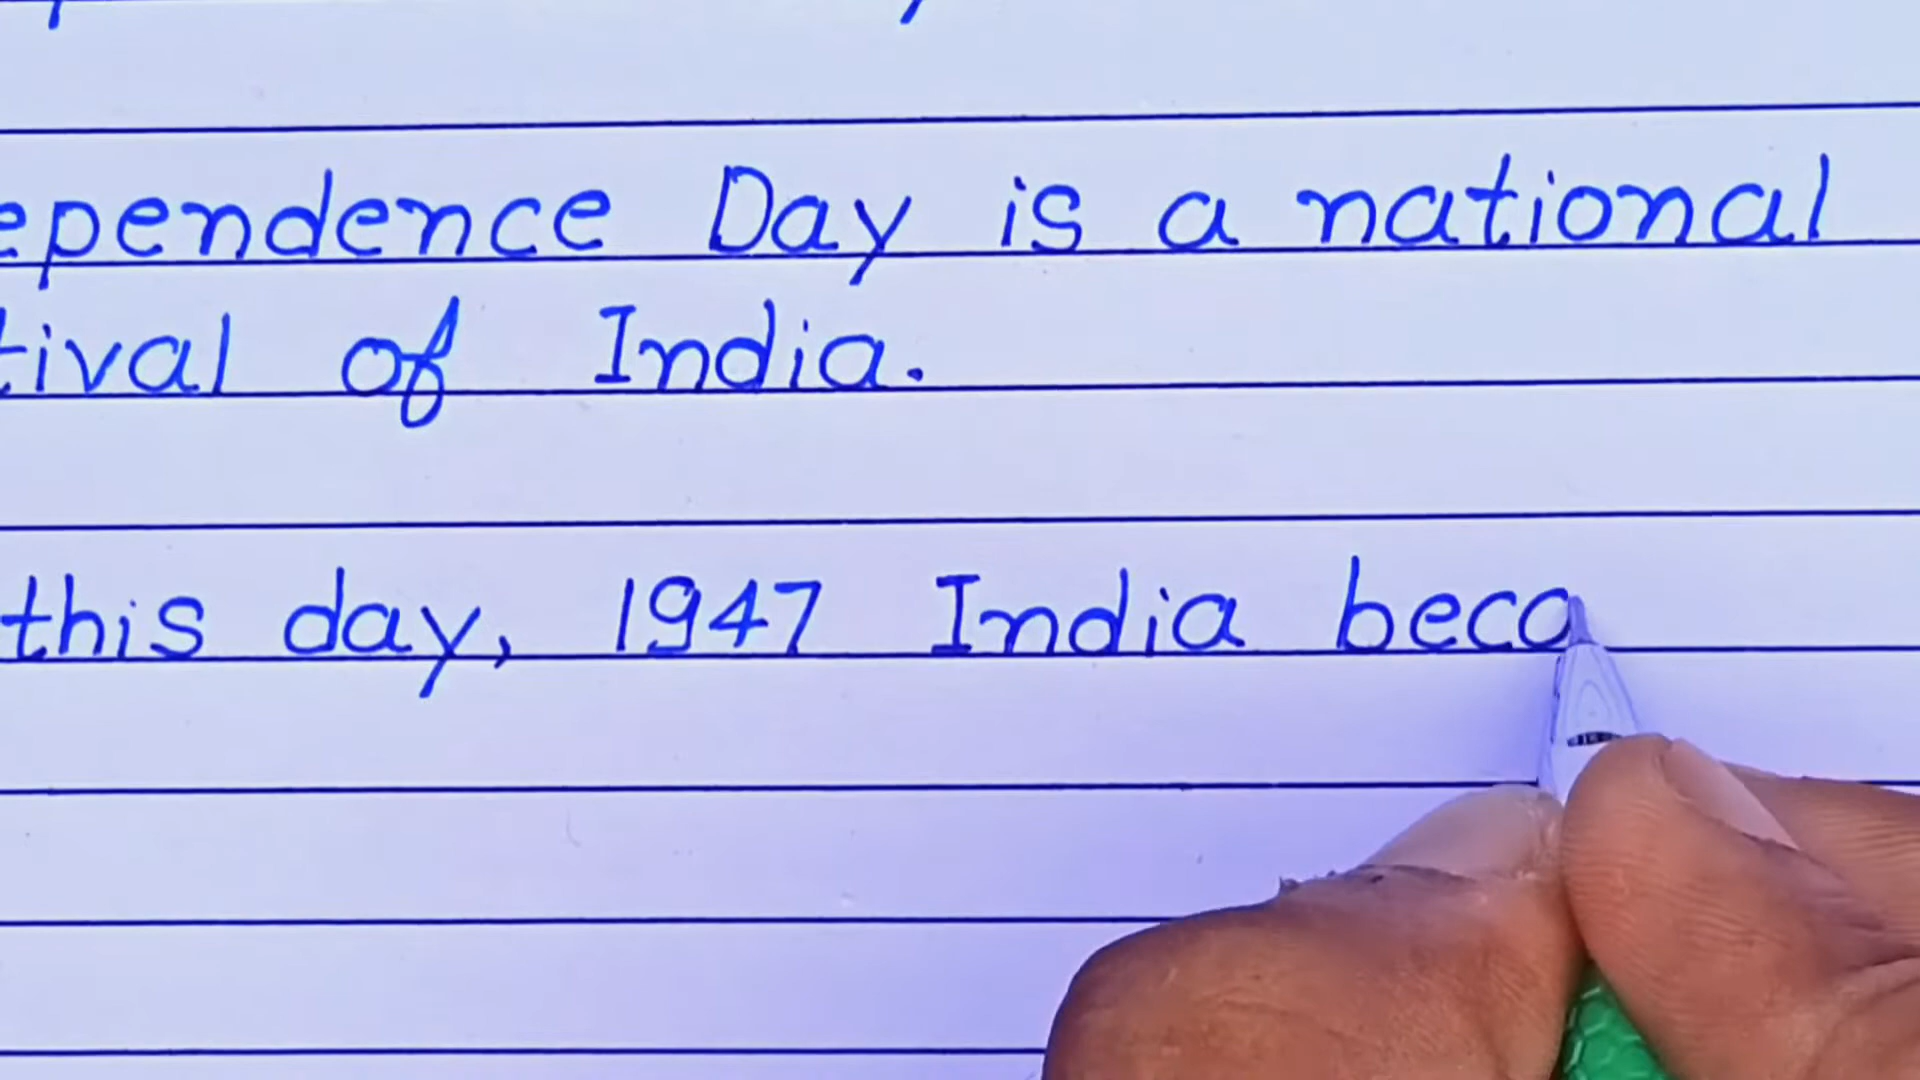 ependence Day is a national
tival of India.
this day, 1947 India beca